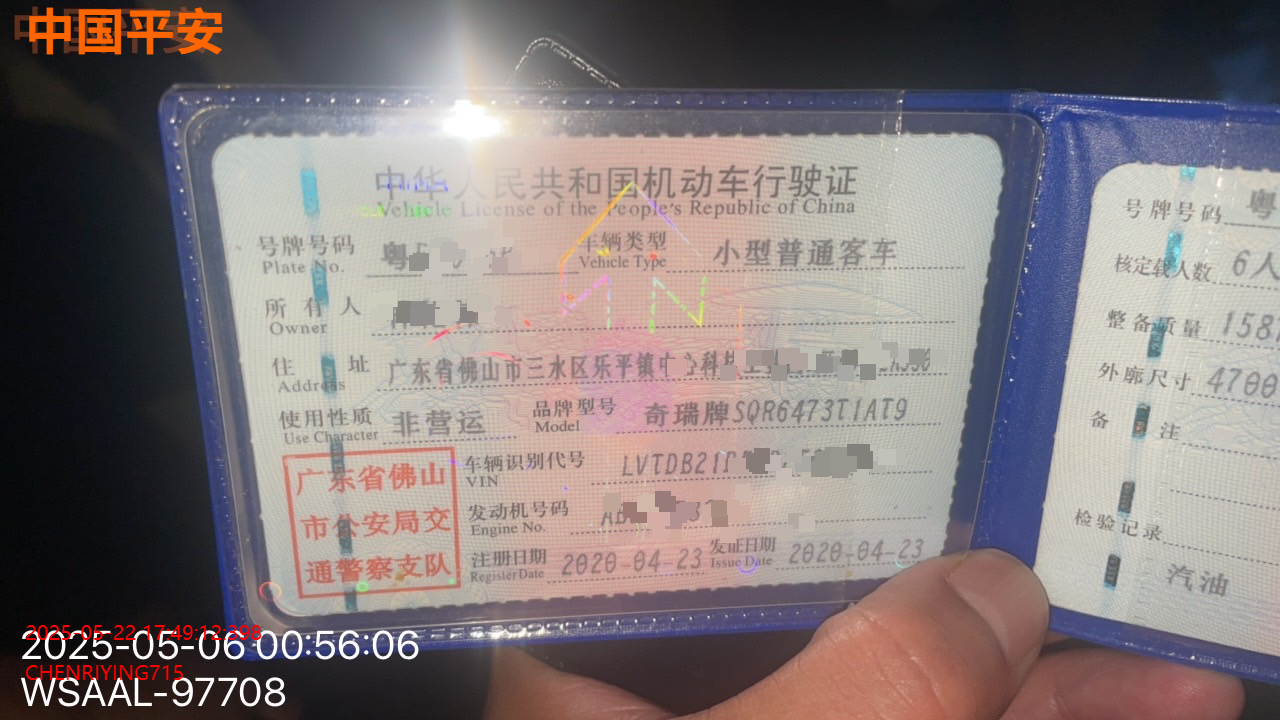 中国平安
中华人民共和国机动车行驶证
Vehicle License of the People's Republic of China
号牌号码 粤 车辆类型 小型普通客车
Plate No. Vehicle Type
所有人
Owner
住址 广东省佛山市三水区乐平镇
Address
使用性质 非营运 品牌型号 奇瑞牌SQR6473T1AT9
Use Character Model
车辆识别代号 LVTDB21
VIN
发动机号码
Engine No.
注册日期 2020-04-23 发证日期 2020-04-23
Register Date Issue Date
广东省佛山
市公安局交
通警察支队
号牌号码 粤
核定载人数 6人
整备质量 158
外廓尺寸 4700
备注
检验记录
汽油
2025-05-22 17:49:12:398
2025-05-06 00:56:06
CHENRIYING715
WSAAL-97708